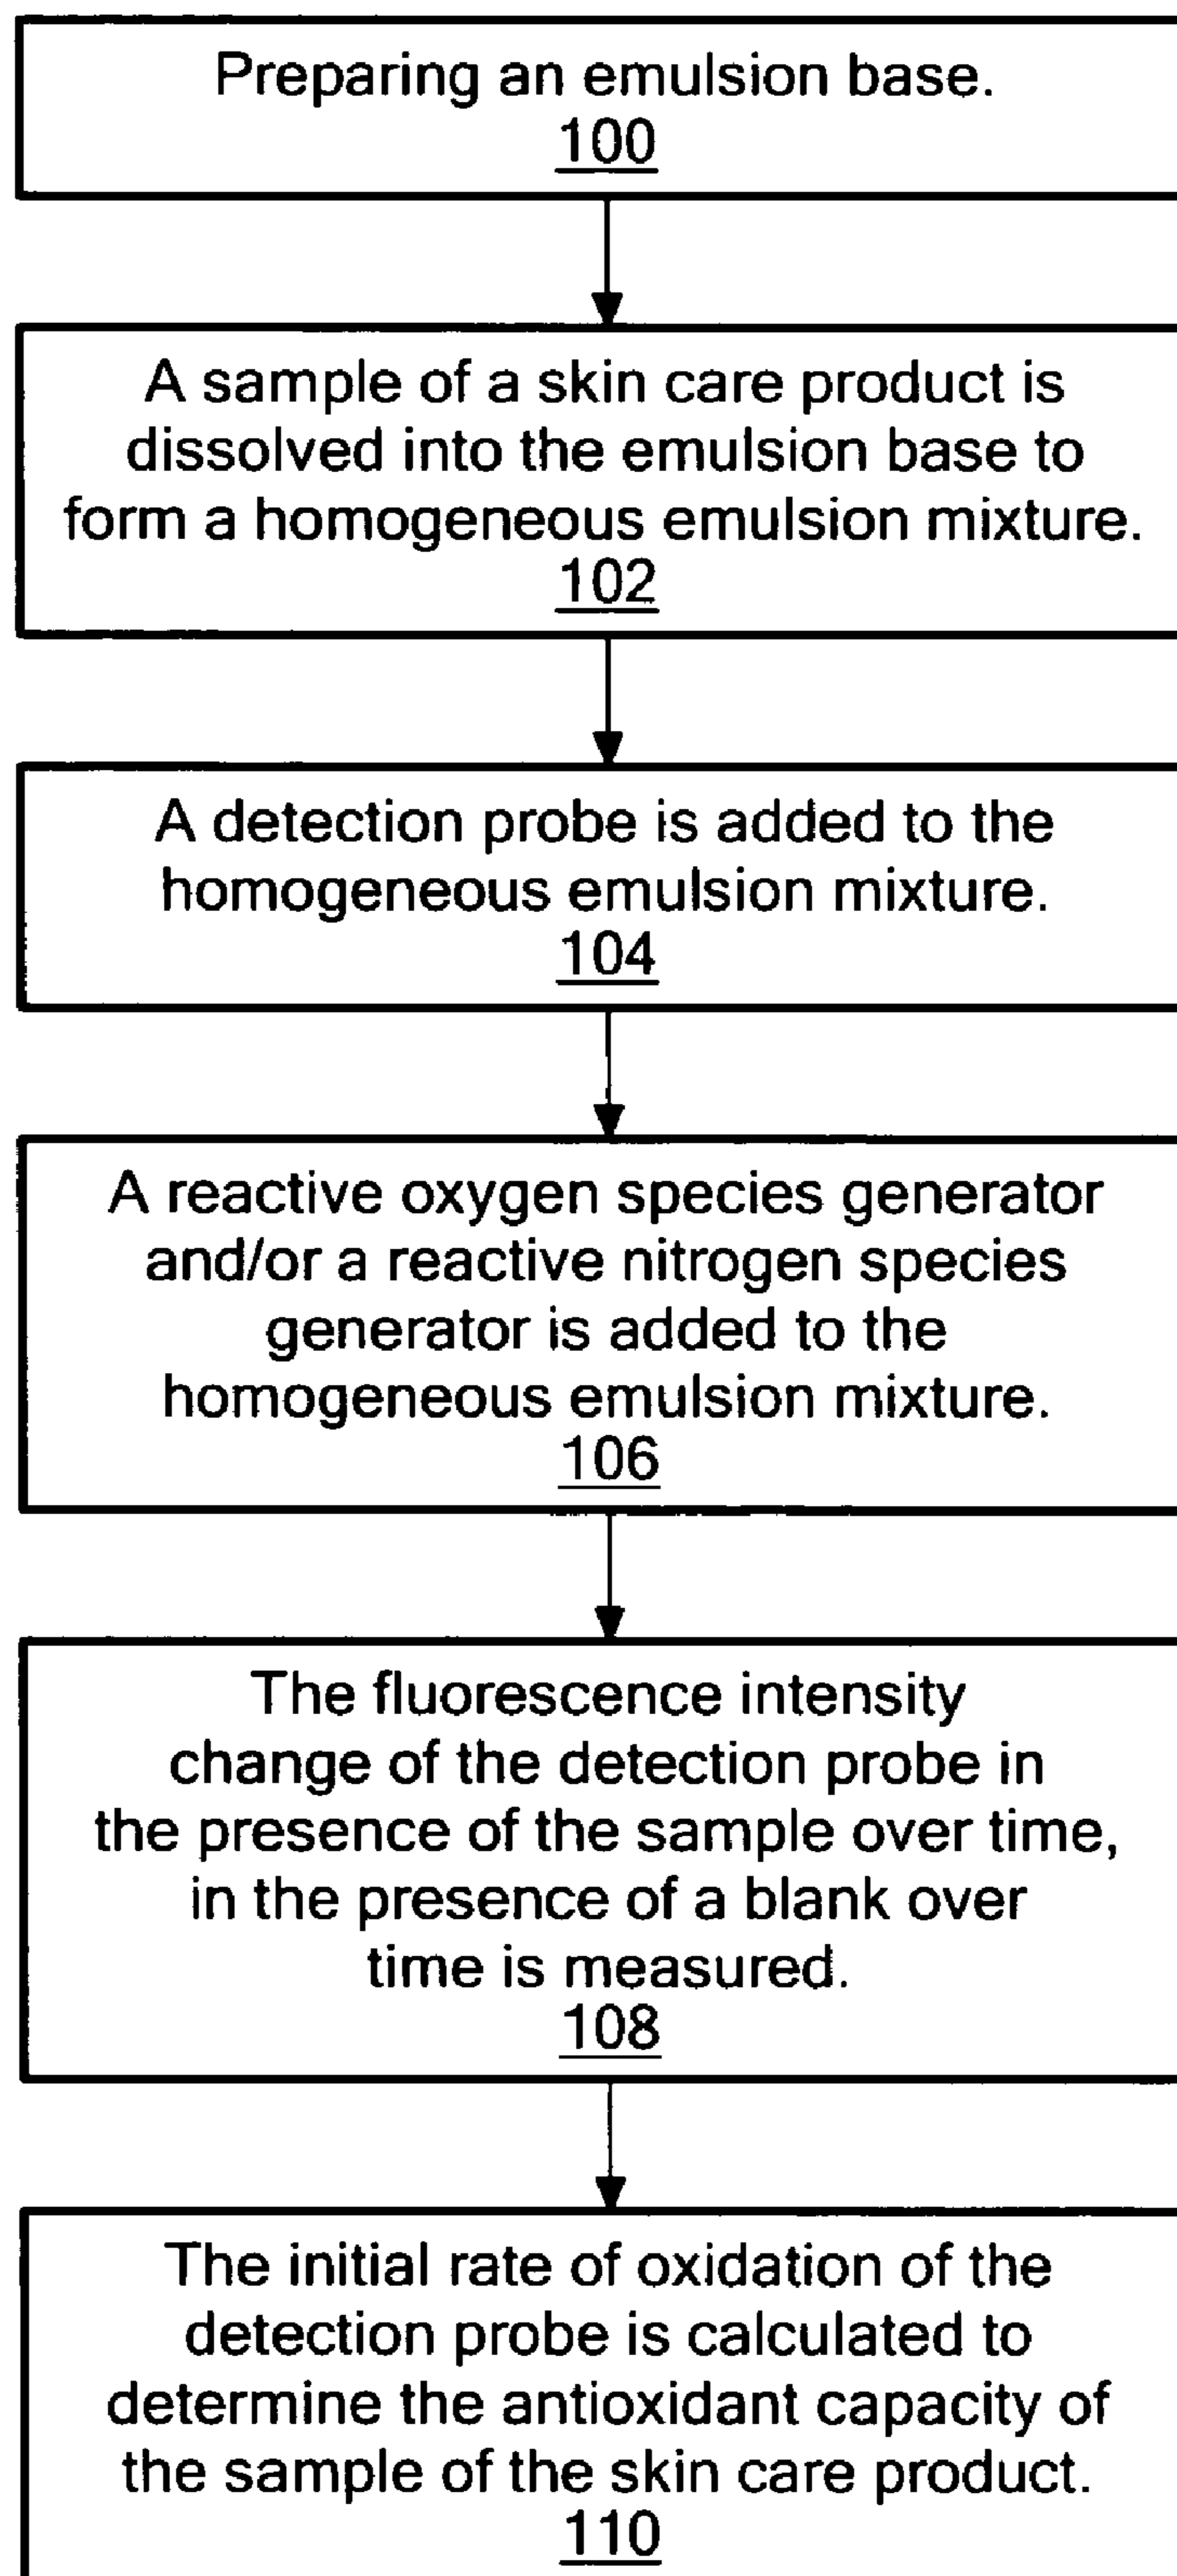 Preparing an emulsion base.
100
A sample of a skin care product is
dissolved into the emulsion base to
form a homogeneous emulsion mixture.
102
A detection probe is added to the
homogeneous emulsion mixture.
104
A reactive oxygen species generator
and/or a reactive nitrogen species
generator is added to the
homogeneous emulsion mixture.
106
The fluorescence intensity
change of the detection probe in
the presence of the sample over time,
in the presence of a blank over
time is measured.
108
The initial rate of oxidation of the
detection probe is calculated to
determine the antioxidant capacity of
the sample of the skin care product.
110